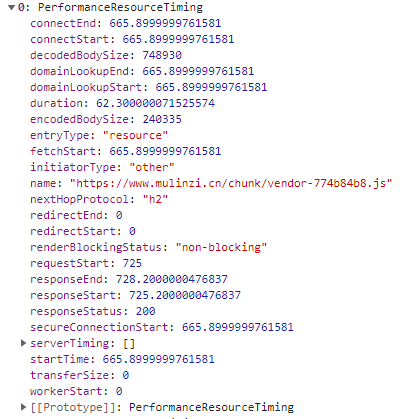 0: PerformanceResourceTiming
connectEnd: 665.8999999761581
connectStart: 665.8999999761581
decodedBodySize: 748930
domainLookupEnd: 665.8999999761581
domainLookupStart: 665.8999999761581
duration: 62.300000071525574
encodedBodySize: 240335
entryType: "resource"
fetchStart: 665.8999999761581
initiatorType: "other"
name: "https://www.mulinzi.cn/chunk/vendor-774b84b8.js"
nextHopProtocol: "h2"
redirectEnd: 0
redirectStart: 0
renderBlockingStatus: "non-blocking"
requestStart: 725
responseEnd: 728.2000000476837
responseStart: 725.2000000476837
responseStatus: 200
secureConnectionStart: 665.8999999761581
serverTiming: []
startTime: 665.8999999761581
transferSize: 0
workerStart: 0
[[Prototype]]: PerformanceResourceTiming